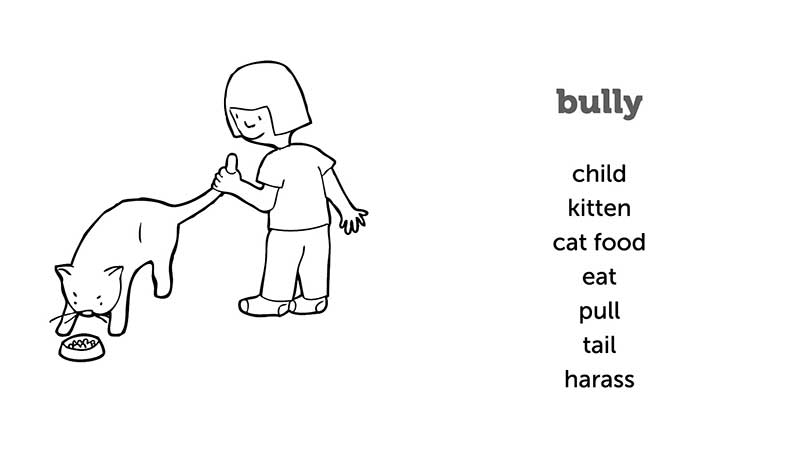 bully
child
kitten
cat food
eat
pull
tail
harass